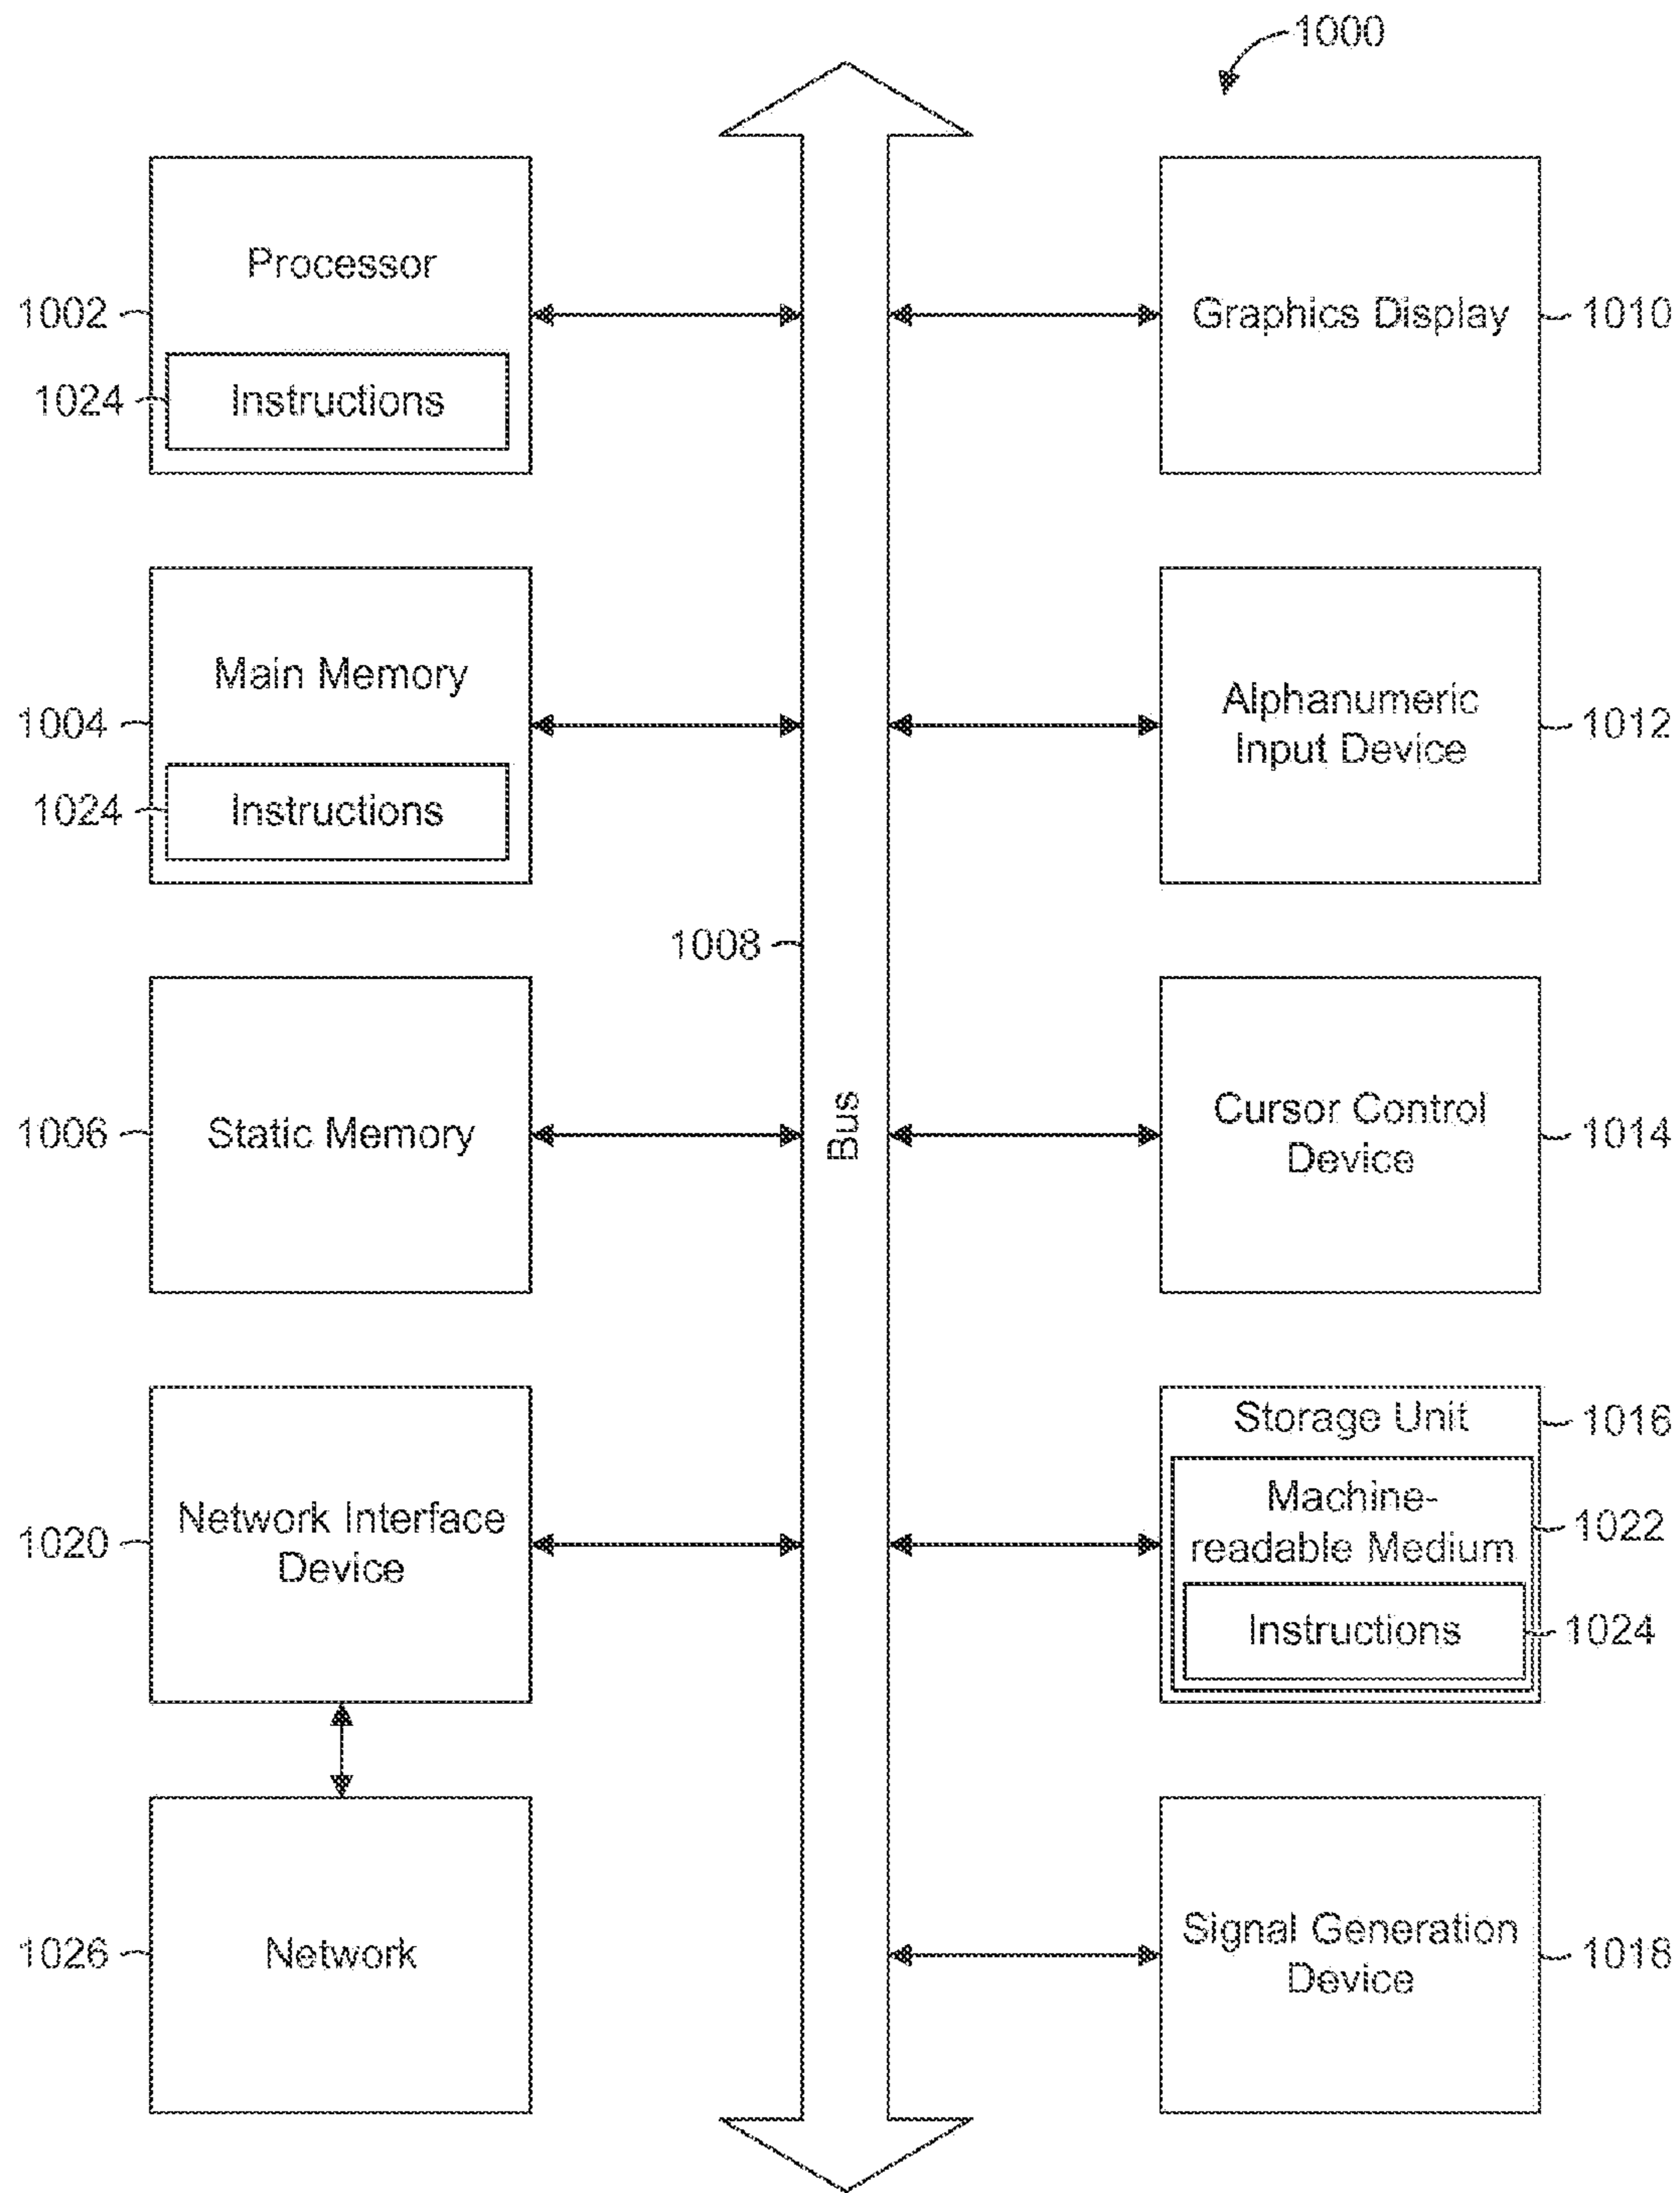 1000
Processor
1002
1024
Instructions
Graphics Display
1010
Main Memory
1004
1024
Instructions
Alphanumeric
Input Device
1012
1008
Bus
Static Memory
1006
Cursor Control
Device
1014
Network Interface
Device
1020
Storage Unit
1016
Machine-
readable Medium
1022
Instructions
1024
Network
1026
Signal Generation
Device
1018